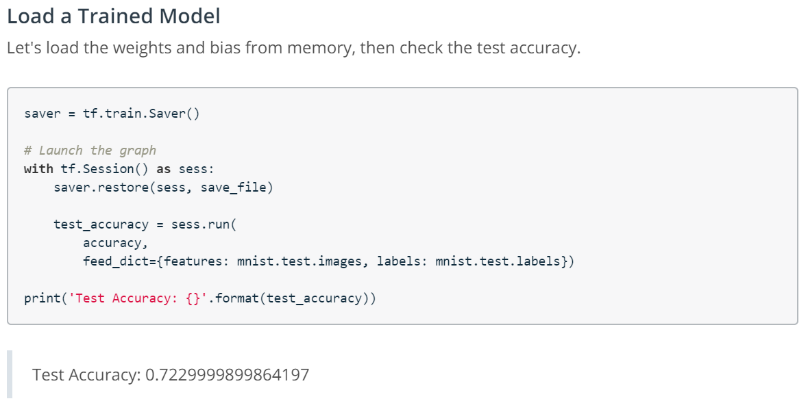 Load a Trained Model
Let's load the weights and bias from memory, then check the test accuracy.
saver = tf.train.Saver()
# Launch the graph
with tf.Session() as sess:
    saver.restore(sess, save_file)
    test_accuracy = sess.run(
        accuracy,
        feed_dict={features: mnist.test.images, labels: mnist.test.labels})
print('Test Accuracy: {}'.format(test_accuracy))
Test Accuracy: 0.7229999899864197